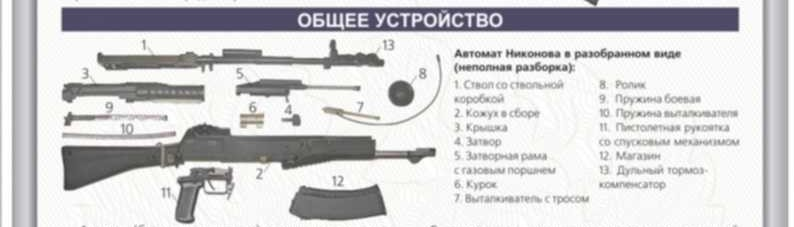 ОБЩЕЕ УСТРОЙСТВО
1
13
3
5
8
9
6
4
7
10
2
11
12
Автомат Никонова в разобранном виде
(неполная разборка):
1. Ствол со ствольной
коробкой
2. Кожух в сборе
3. Крышка
4. Затвор
5. Затворная рама
с газовым поршнем
6. Курок
7. Выталкиватель с тросом
8. Ролик
9. Пружина боевая
10. Пружина выталкивателя
11. Пистолетная рукоятка
со спусковым механизмом
12. Магазин
13. Дульный тормоз-
компенсатор